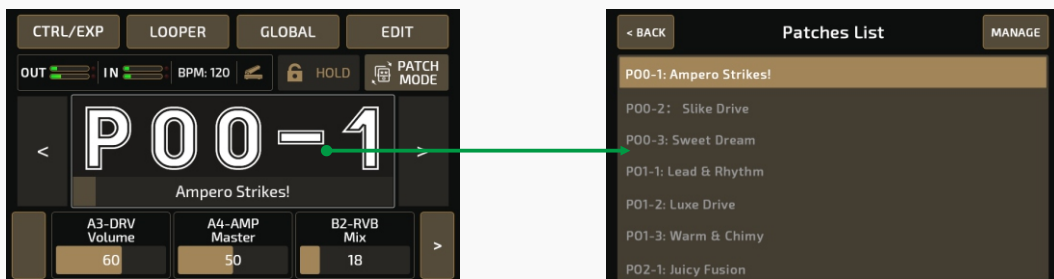 CTRL/EXP LOOPER GLOBAL EDIT
OUT IN BPM: 120 HOLD PATCH MODE
< P00-1 >
Ampero Strikes!
A3-DRV Volume A4-AMP Master B2-RVB Mix >
60 50 18
< BACK Patches List MANAGE
P00-1: Ampero Strikes!
P00-2: Slike Drive
P00-3: Sweet Dream
P01-1: Lead & Rhythm
P01-2: Luxe Drive
P01-3: Warm & Chimy
P02-1: Juicy Fusion